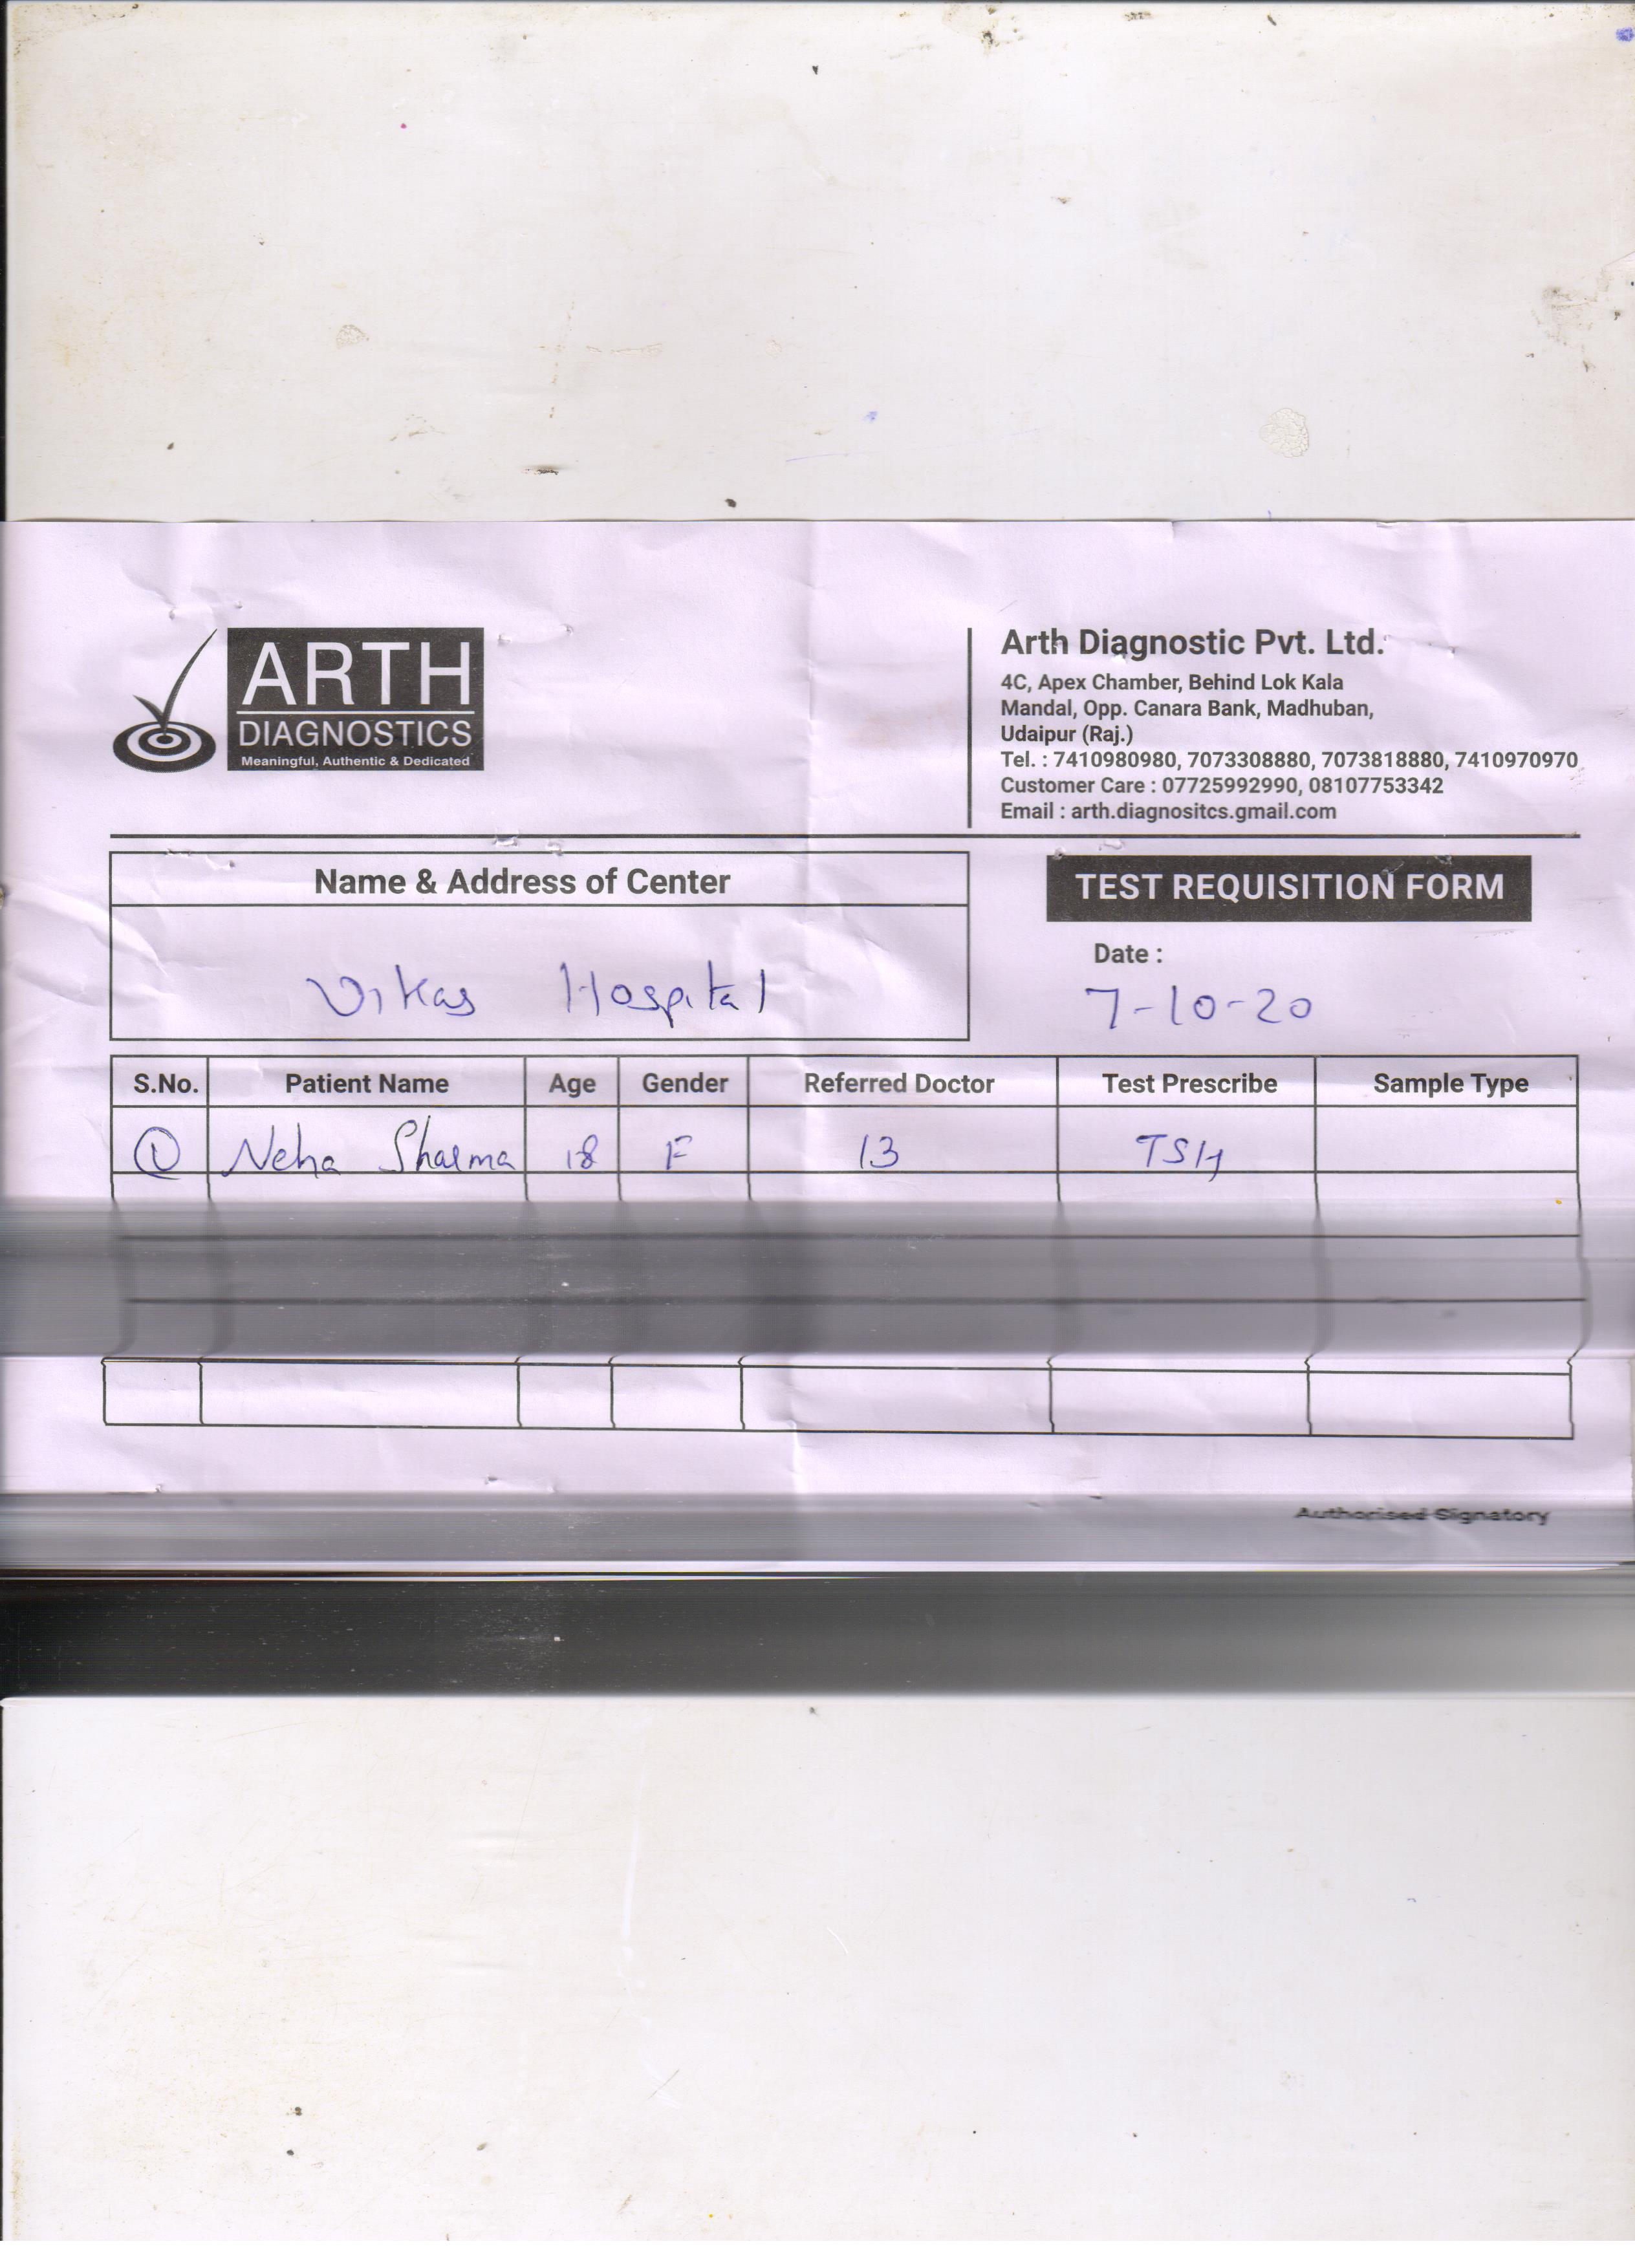 ARTH
DIAGNOSTICS
Meaningful, Authentic & Dedicated
Arth Diagnostic Pvt. Ltd.
4C, Apex Chamber, Behind Lok Kala
Mandal, Opp. Canara Bank, Madhuban,
Udaipur (Raj.)
Tel. : 7410980980, 7073308880, 7073818880, 7410970970
Customer Care : 07725992990, 08107753342
Email : arth.diagnositcs.gmail.com
Name & Address of Center
Vikas Hospital
TEST REQUISITION FORM
Date :
7-10-20
S.No. Patient Name Age Gender Referred Doctor Test Prescribe Sample Type
1 Neha Sharma 18 F 13 TSH
Authorised Signatory